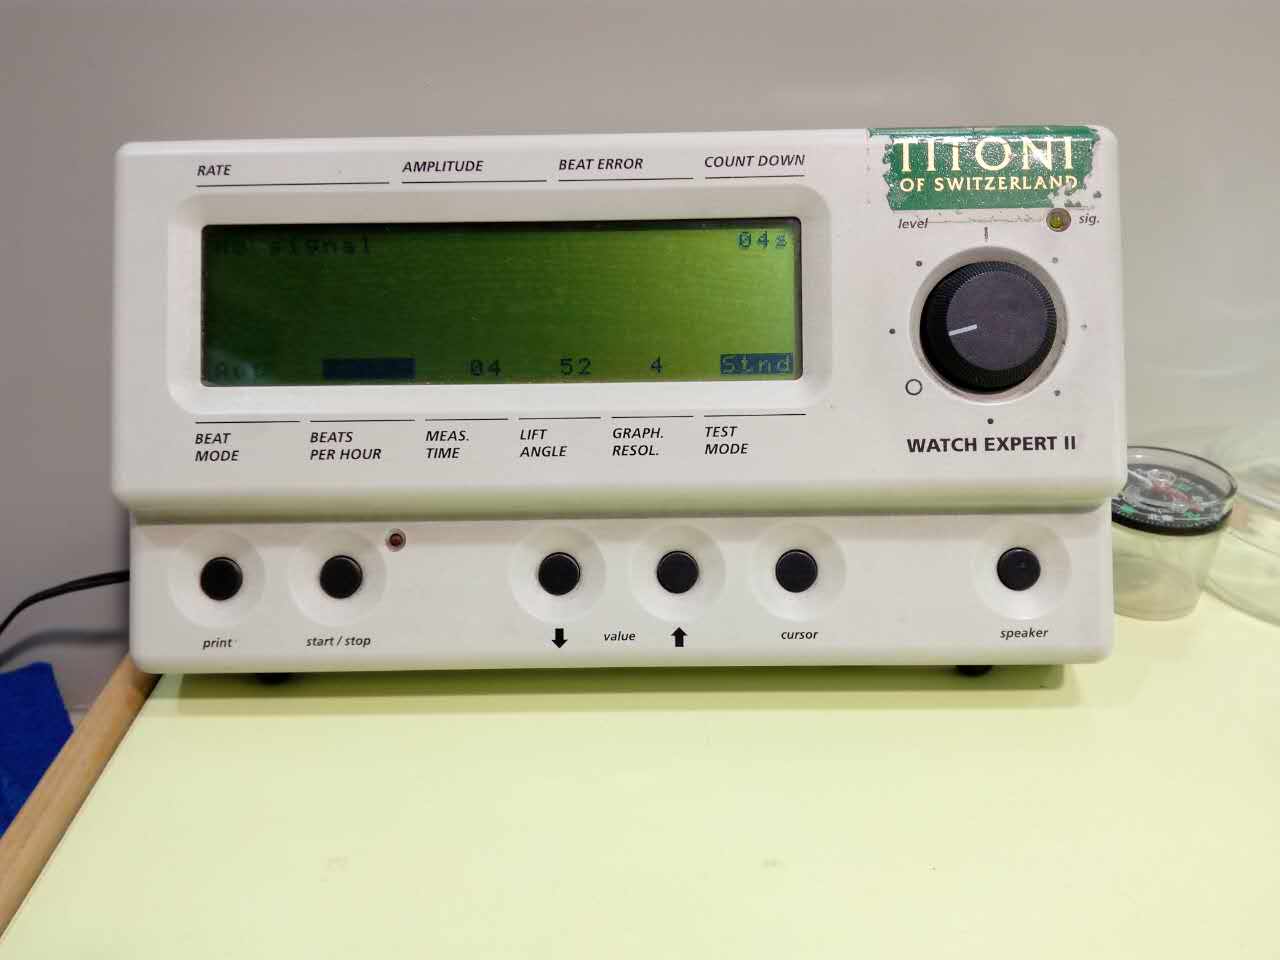 RATE AMPLITUDE BEAT ERROR COUNT DOWN
TITONI
OF SWITZERLAND
level sig.
no signal 04s
04 52 4 Stnd
BEAT MODE
BEATS PER HOUR
MEAS. TIME
LIFT ANGLE
GRAPH. RESOL.
TEST MODE
WATCH EXPERT II
print start / stop value cursor speaker